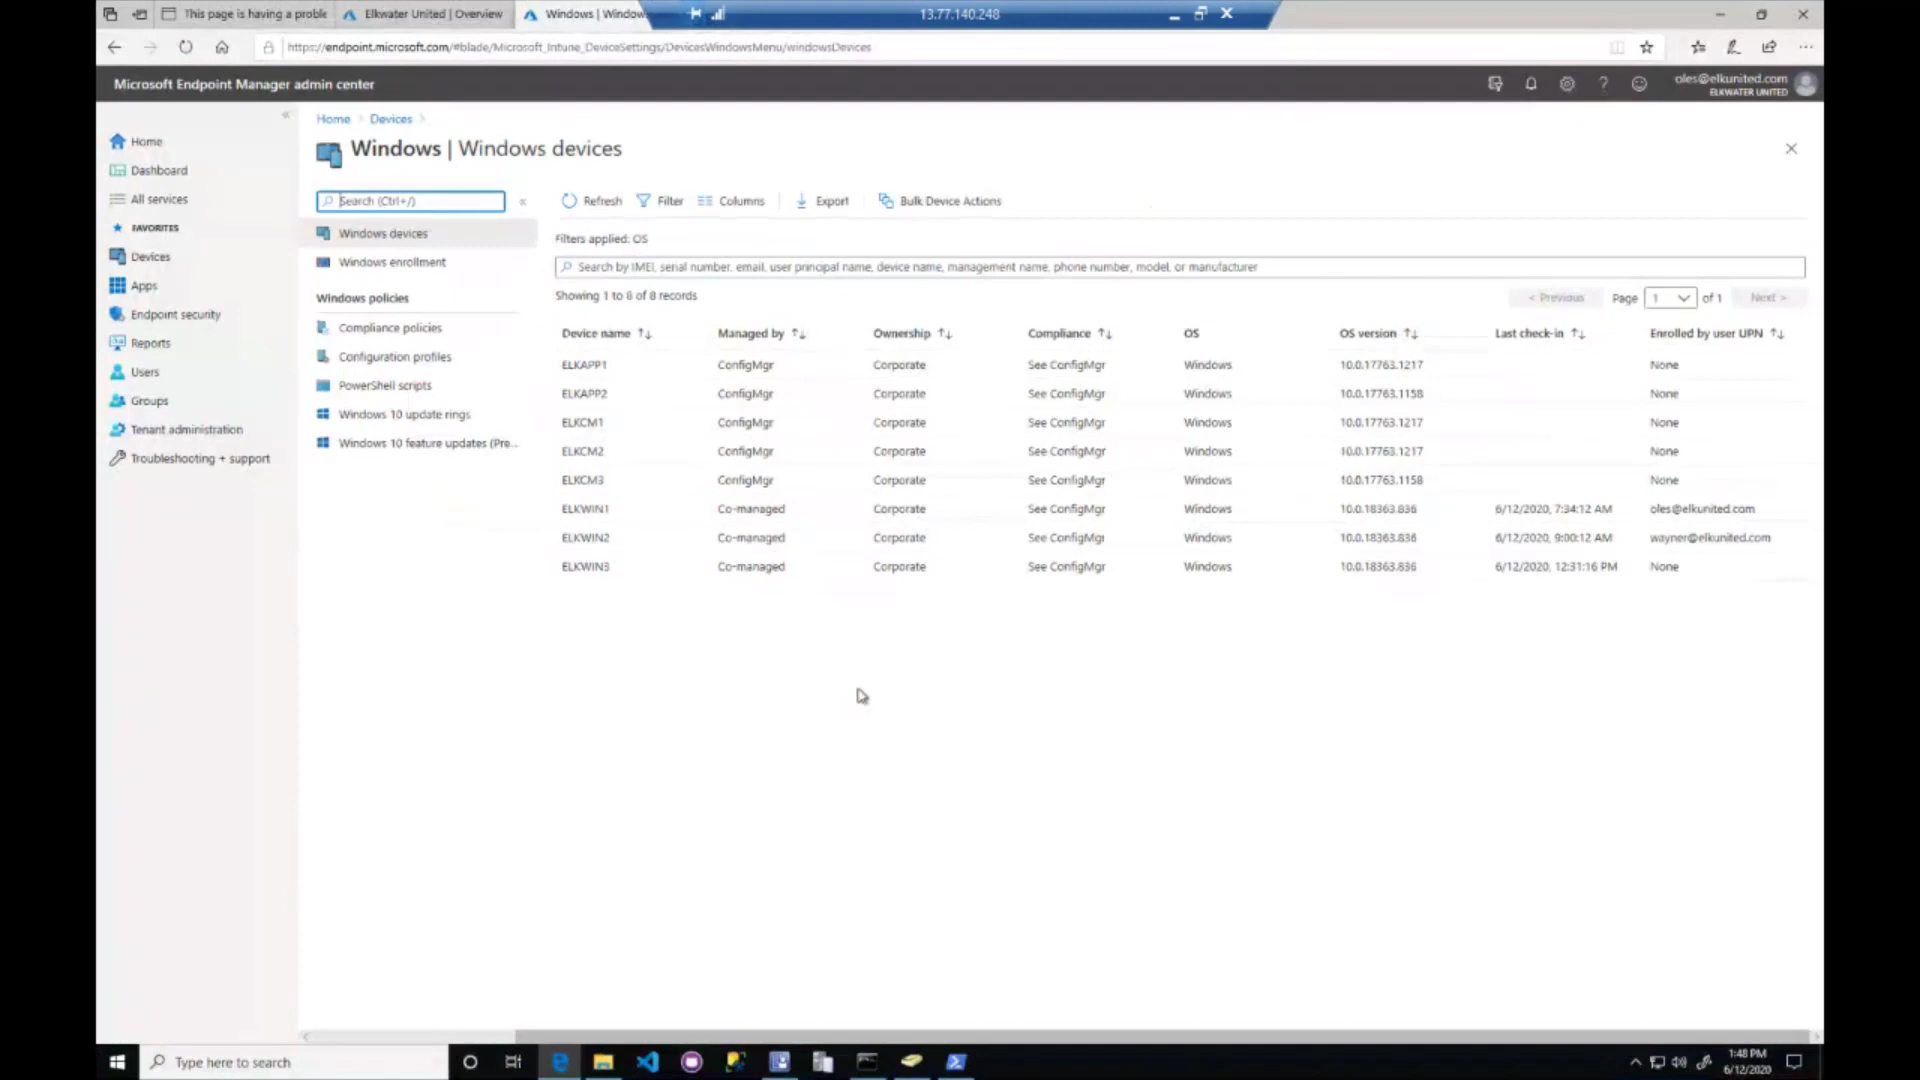 This page is having a proble
Elkwater United | Overview
Windows | Window
13.77.140.248
https://endpoint.microsoft.com/#blade/Microsoft_Intune_DeviceSettings/DevicesWindowsMenu/windowsDevices
Microsoft Endpoint Manager admin center
oles@elkunited.com
ELKWATER UNITED
Home
Dashboard
All services
FAVORITES
Devices
Apps
Endpoint security
Reports
Users
Groups
Tenant administration
Troubleshooting + support
Home > Devices >
Windows | Windows devices
Search (Ctrl+/)
Windows devices
Windows enrollment
Windows policies
Compliance policies
Configuration profiles
PowerShell scripts
Windows 10 update rings
Windows 10 feature updates (Pre...
Refresh Filter Columns Export Bulk Device Actions
Filters applied: OS
Search by IMEI, serial number, email, user principal name, device name, management name, phone number, model, or manufacturer
Showing 1 to 8 of 8 records
< Previous Page 1 of 1 Next >
Device name Managed by Ownership Compliance OS OS version Last check-in Enrolled by user UPN
ELKAPP1 ConfigMgr Corporate See ConfigMgr Windows 10.0.17763.1217 None
ELKAPP2 ConfigMgr Corporate See ConfigMgr Windows 10.0.17763.1158 None
ELKCM1 ConfigMgr Corporate See ConfigMgr Windows 10.0.17763.1217 None
ELKCM2 ConfigMgr Corporate See ConfigMgr Windows 10.0.17763.1217 None
ELKCM3 ConfigMgr Corporate See ConfigMgr Windows 10.0.17763.1158 None
ELKWIN1 Co-managed Corporate See ConfigMgr Windows 10.0.18363.836 6/12/2020, 7:34:12 AM oles@elkunited.com
ELKWIN2 Co-managed Corporate See ConfigMgr Windows 10.0.18363.836 6/12/2020, 9:00:12 AM wayner@elkunited.com
ELKWIN3 Co-managed Corporate See ConfigMgr Windows 10.0.18363.836 6/12/2020, 12:31:16 PM None
Type here to search
1:48 PM
6/12/2020